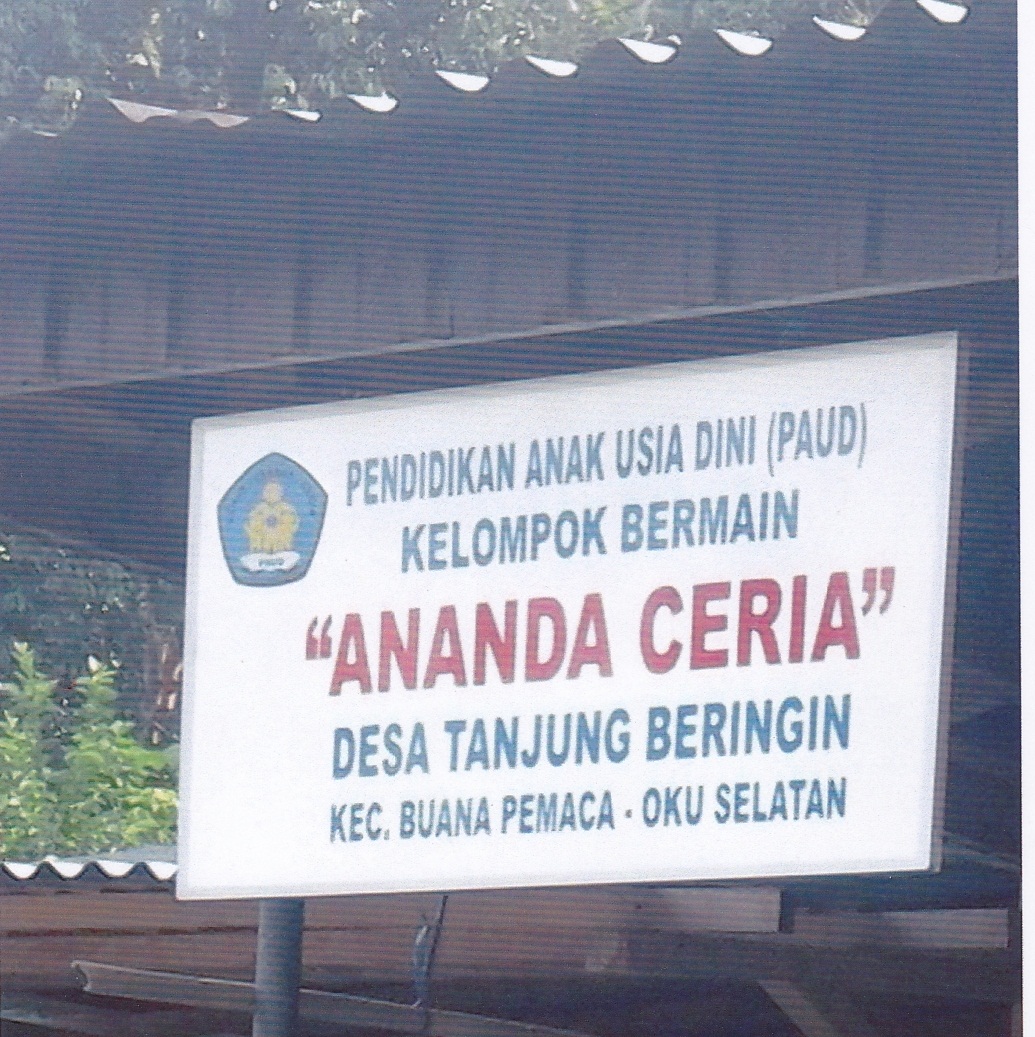 PENDIDIKAN ANAK USIA DINI (PAUD)
KELOMPOK BERMAIN
“ANANDA CERIA”
DESA TANJUNG BERINGIN
KEC. BUANA PEMACA - OKU SELATAN